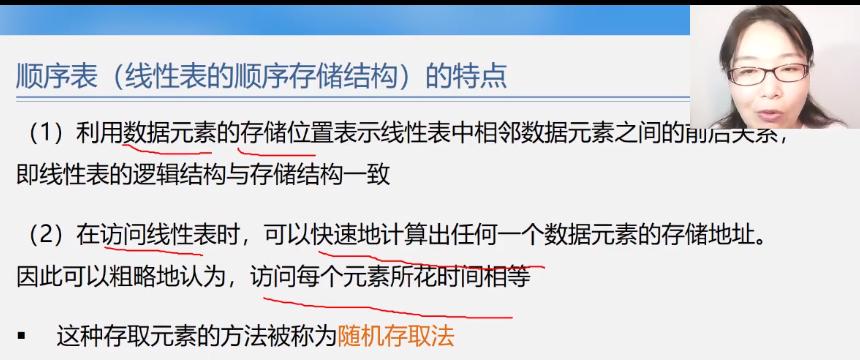 顺序表（线性表的顺序存储结构）的特点
（1）利用数据元素的存储位置表示线性表中相邻数据元素之间的前后关系，
即线性表的逻辑结构与存储结构一致
（2）在访问线性表时，可以快速地计算出任何一个数据元素的存储地址。
因此可以粗略地认为，访问每个元素所花时间相等
▪ 这种存取元素的方法被称为随机存取法